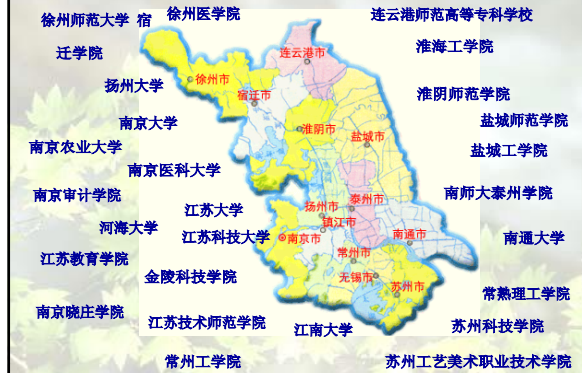 徐州师范大学 宿
徐州医学院
连云港师范高等专科学校
迁学院
淮海工学院
连云港市
徐州市
扬州大学
宿迁市
淮阴师范学院
南京大学
淮阴市
盐城市
盐城师范学院
南京农业大学
盐城工学院
南京医科大学
南京审计学院
南师大泰州学院
江苏大学
扬州市
泰州市
镇江市
河海大学
江苏科技大学
南京市
南通市
南通大学
江苏教育学院
常州市
金陵科技学院
无锡市
苏州市
常熟理工学院
南京晓庄学院
江苏技术师范学院
江南大学
苏州科技学院
常州工学院
苏州工艺美术职业技术学院